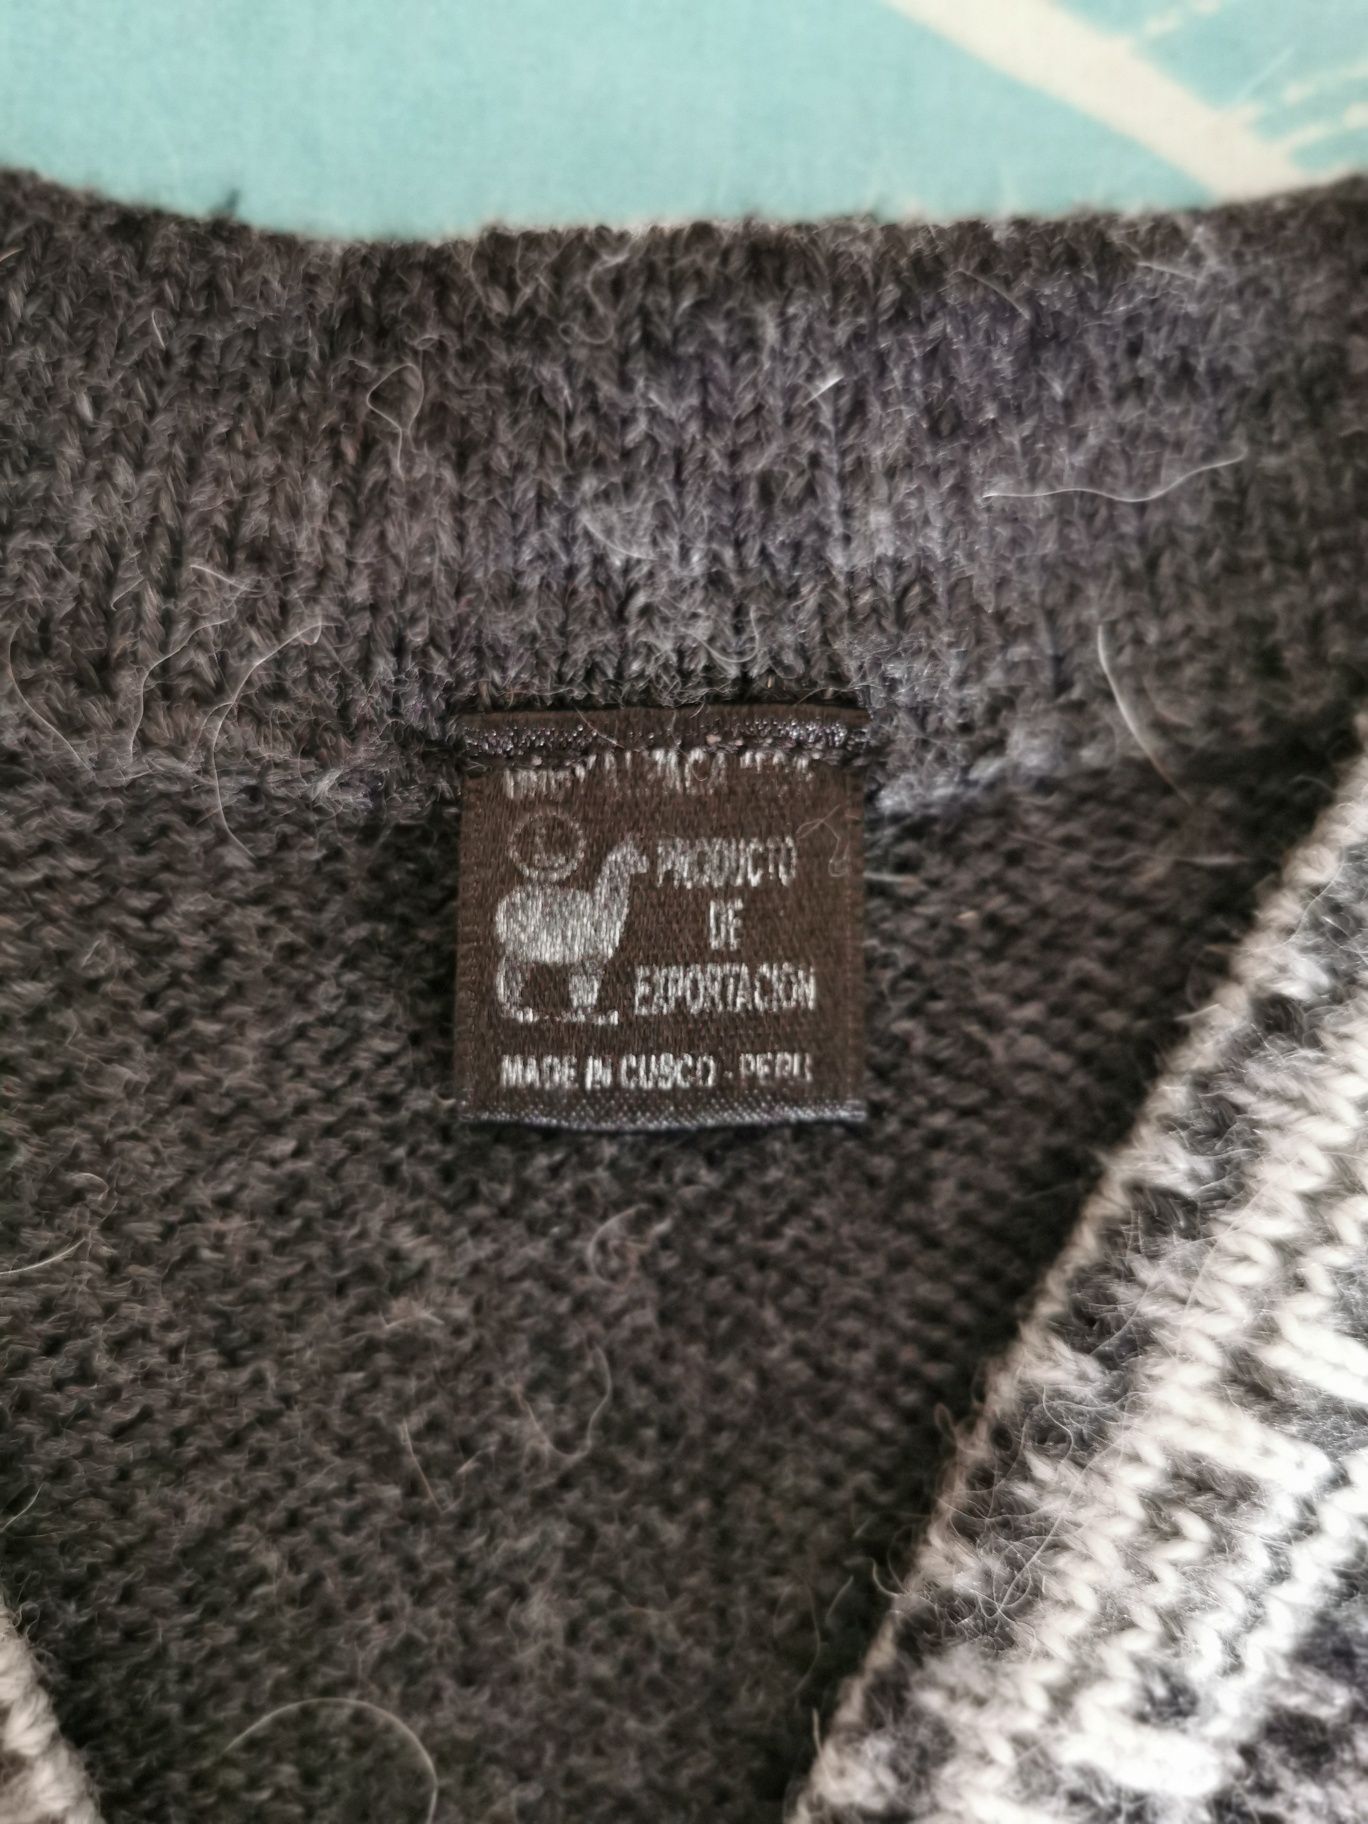 PRODUCTO
DE
EXPORTACION
MADE IN CUSCO - PERU